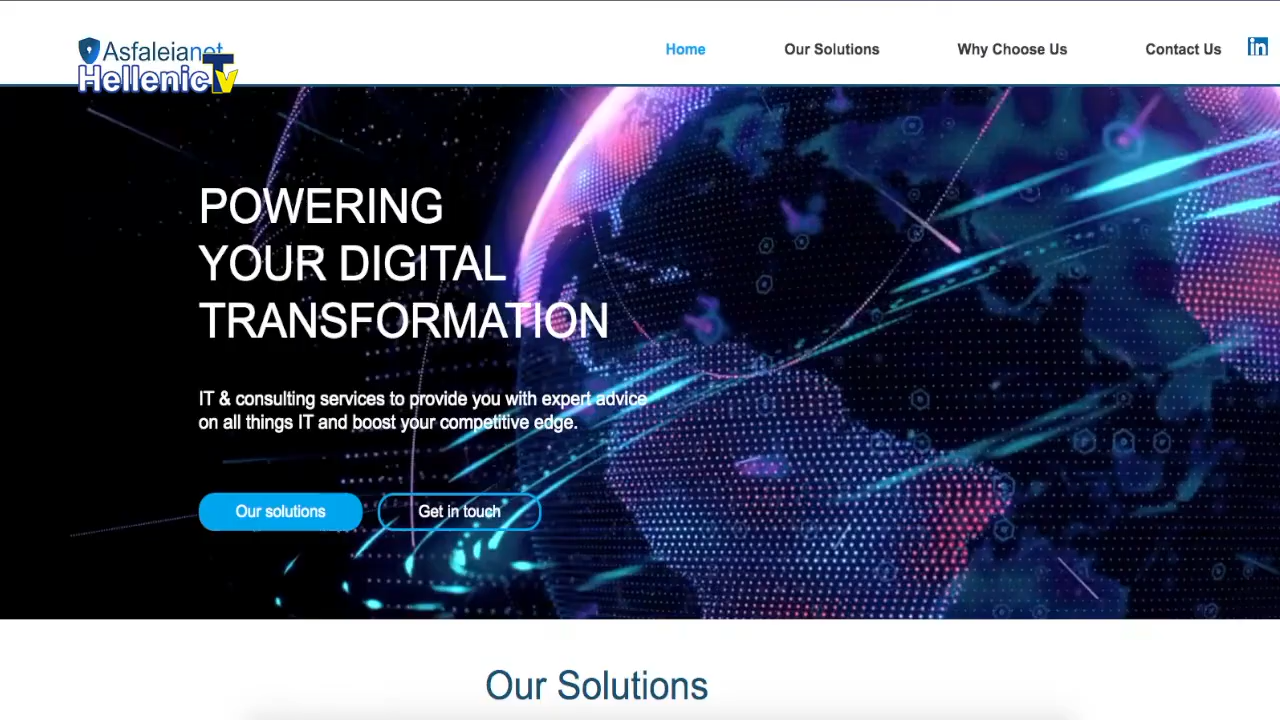 Asfaleianet
HellenicTv
Home
Our Solutions
Why Choose Us
Contact Us
in
POWERING
YOUR DIGITAL
TRANSFORMATION
IT & consulting services to provide you with expert advice
on all things IT and boost your competitive edge.
Our solutions
Get in touch
Our Solutions